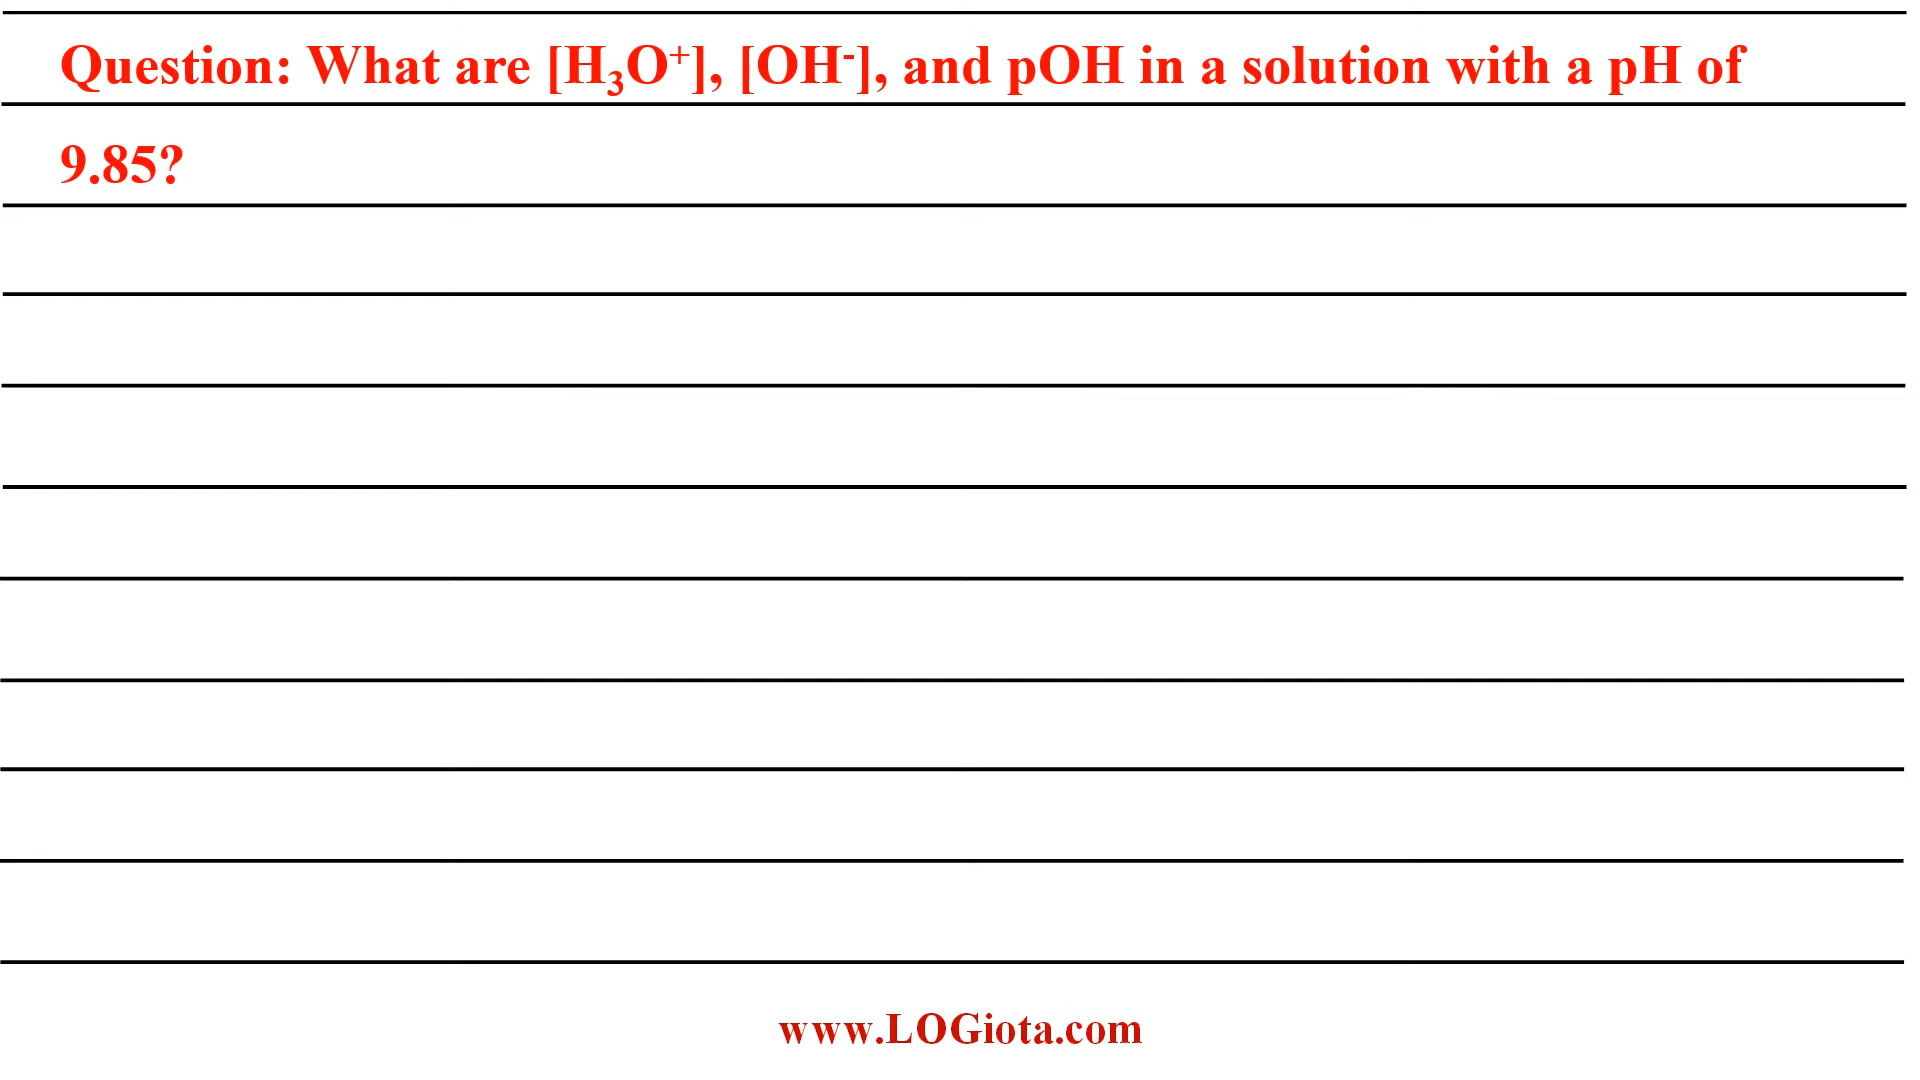 Question: What are [H₃O⁺], [OH⁻], and pOH in a solution with a pH of
9.85?
www.LOGiota.com